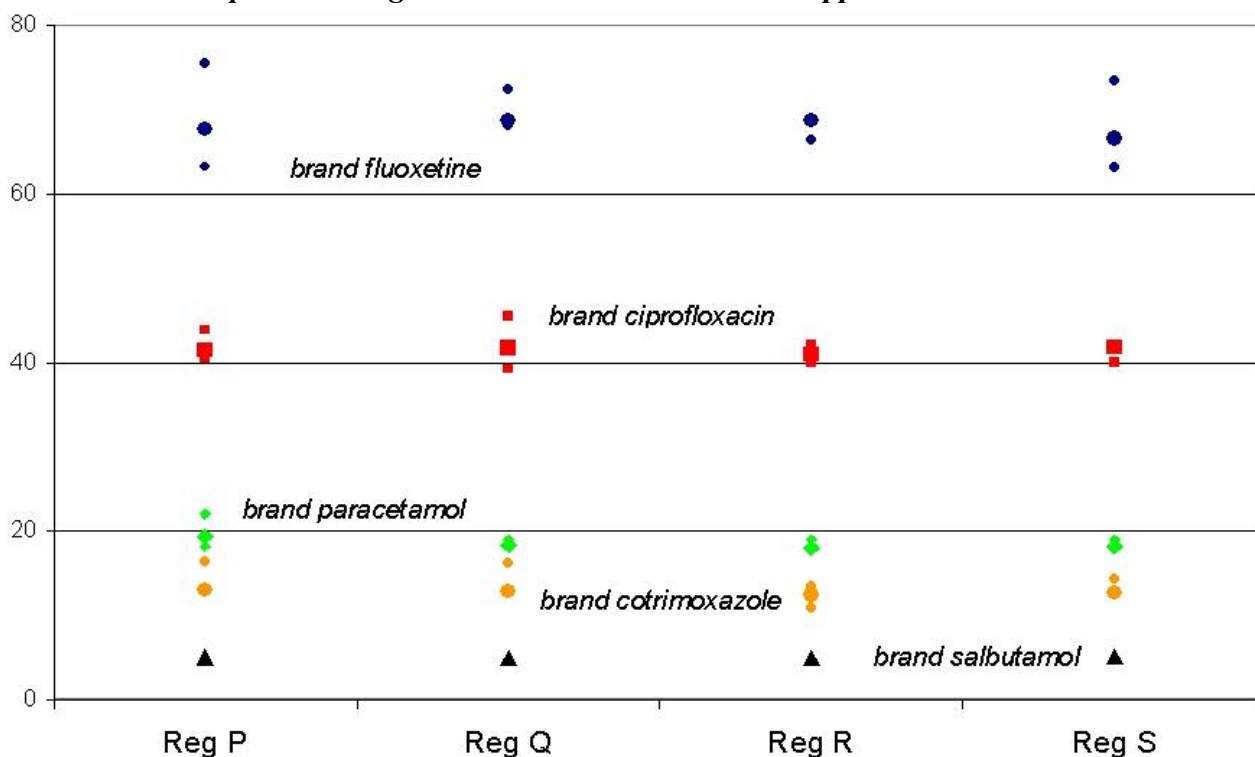 80
60
brand fluoxetine
brand ciprofloxacin
40
brand paracetamol
20
brand cotrimoxazole
brand salbutamol
0
Reg P Reg Q Reg R Reg S